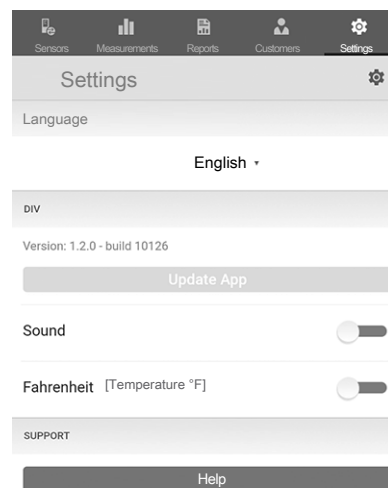 Sensors Measurements Reports Customers Settings
Settings
Language
English
DIV
Version: 1.2.0 - build 10126
Update App
Sound
Fahrenheit [Temperature °F]
SUPPORT
Help